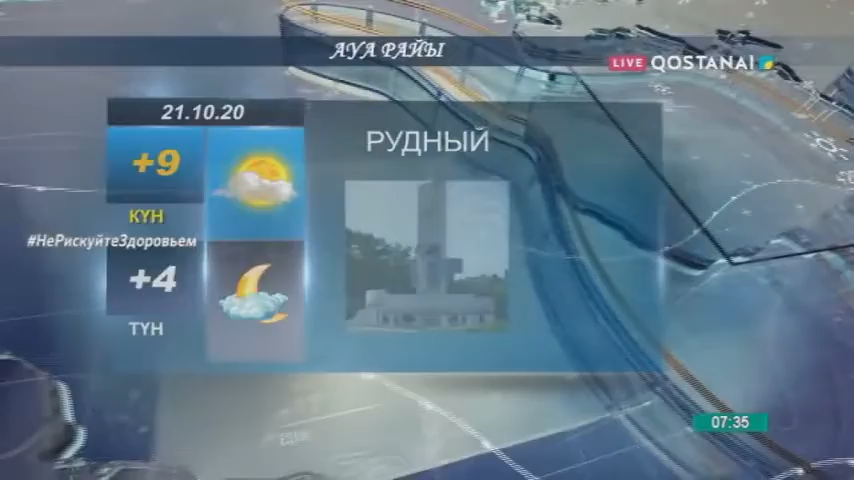 АУА РАЙЫ
LIVE QOSTANAI
21.10.20
РУДНЫЙ
+9
КҮН
#НеРискуйтеЗдоровьем
+4
ТҮН
07:35